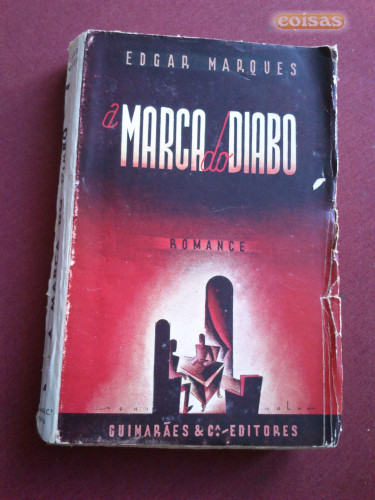 coisas
EDGAR MARQUES
a MARCA do DIABO
ROMANCE
GUIMARÃES & Cª. EDITORES